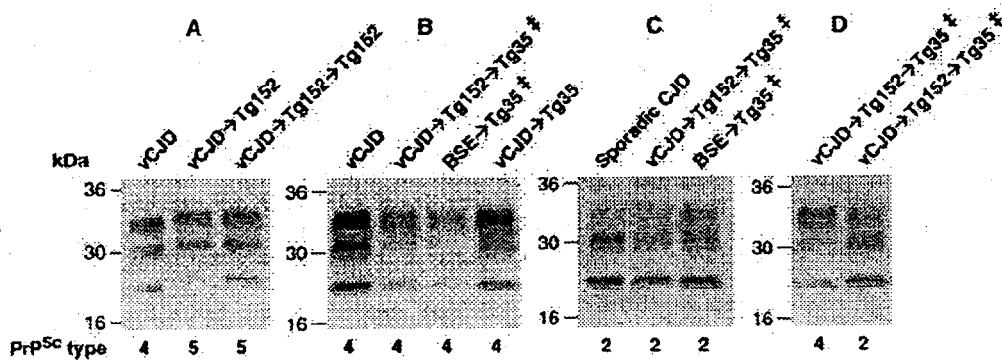 A B C D
vCJD
vCJD→Tg152
vCJD→Tg152→Tg152
vCJD
vCJD→Tg152→Tg35 ‡
BSE→Tg35 ‡
vCJD→Tg35
Sporadic CJD
vCJD→Tg152→Tg35 ‡
BSE→Tg35 ‡
vCJD→Tg152→Tg35 ‡
vCJD→Tg152→Tg35 ‡
kDa
36 36 36 36
30 30 30 30
16 16 16 16
PrPSc type 4 5 5 4 4 4 4 2 2 2 4 2